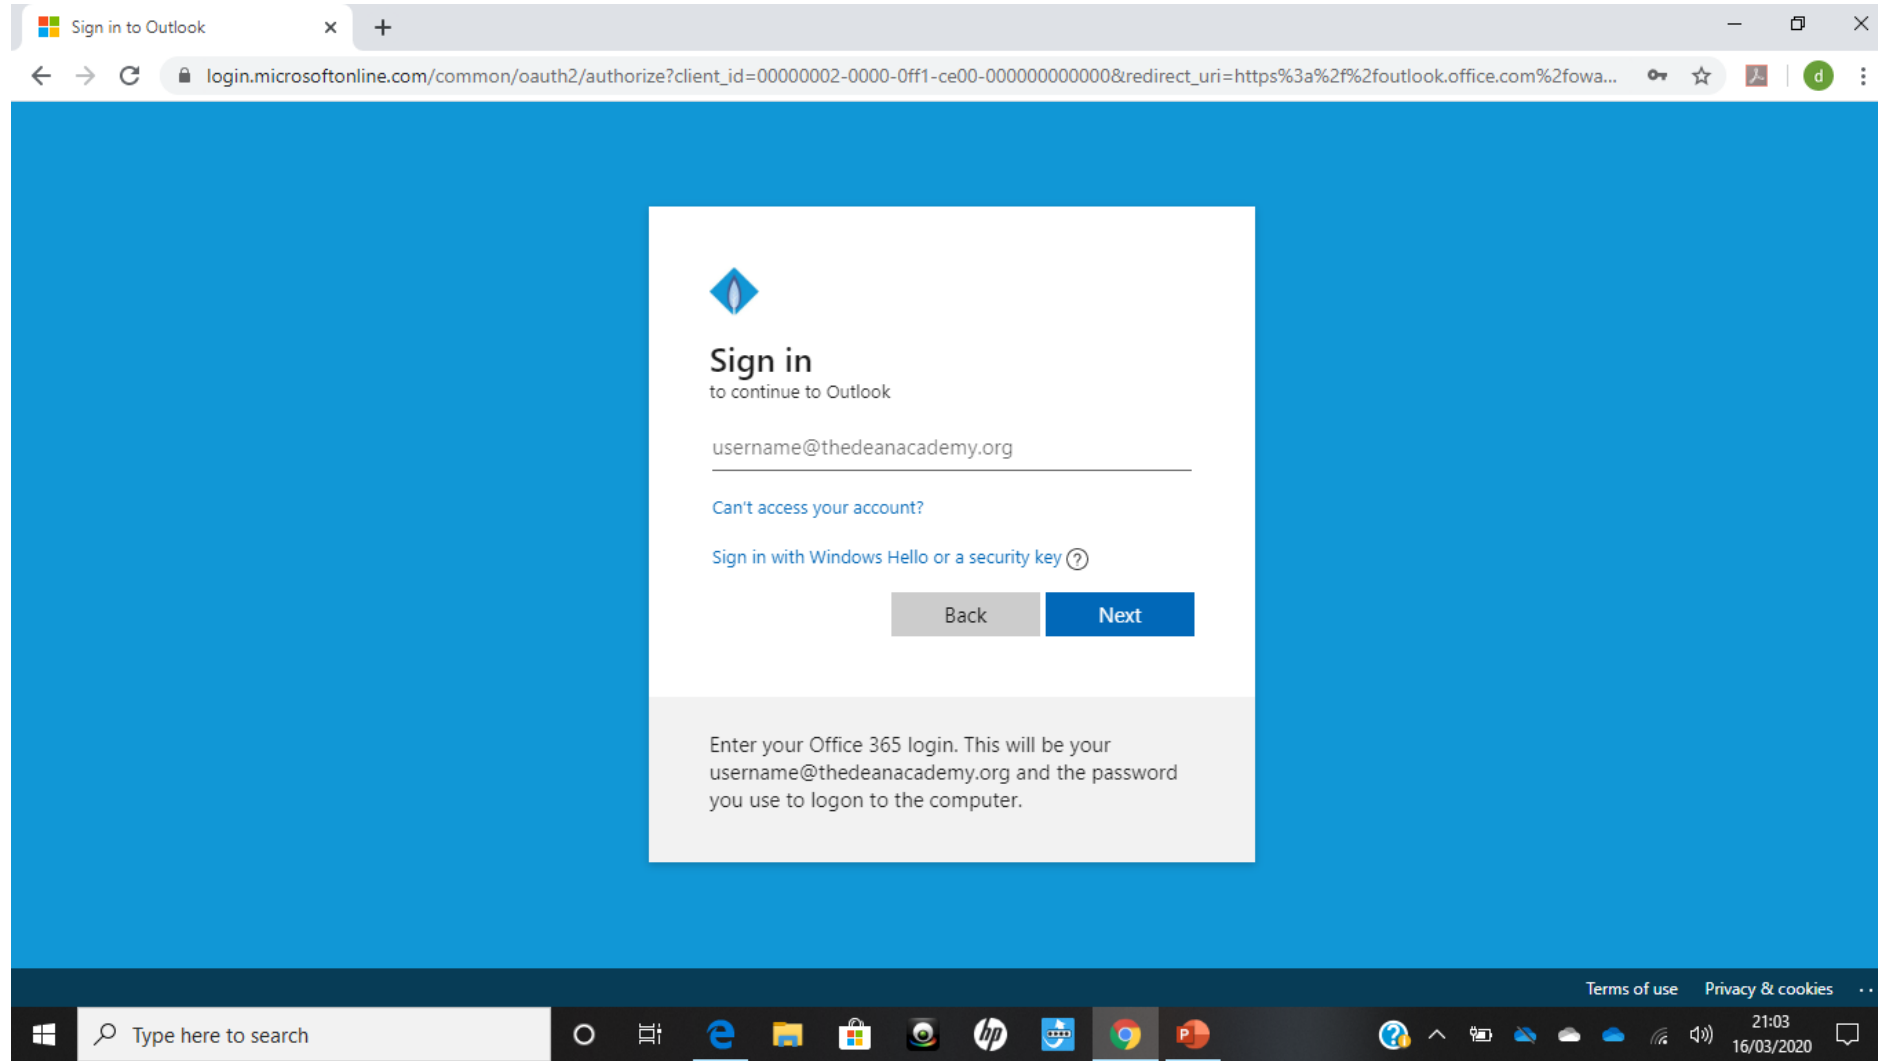 Sign in to Outlook
login.microsoftonline.com/common/oauth2/authorize?client_id=00000002-0000-0ff1-ce00-000000000000&redirect_uri=https%3a%2f%2foutlook.office.com%2fowa...
d
Sign in
to continue to Outlook
username@thedeanacademy.org
Can't access your account?
Sign in with Windows Hello or a security key ?
Back Next
Enter your Office 365 login. This will be your
username@thedeanacademy.org and the password
you use to logon to the computer.
Terms of use Privacy & cookies ..
Type here to search
hp
P
?
21:03
16/03/2020